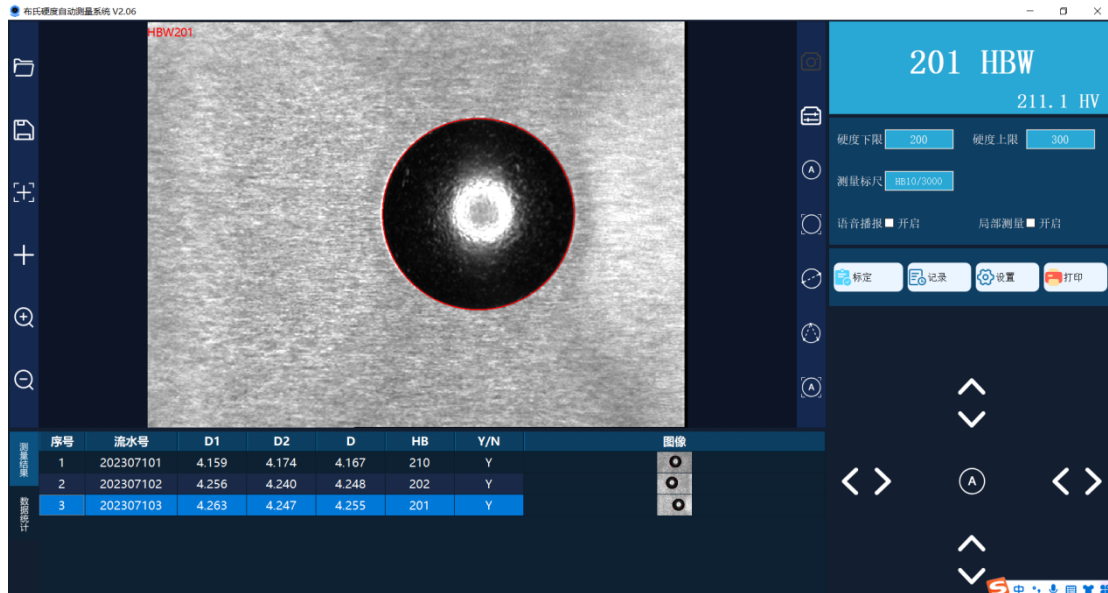 布氏硬度自动测量系统 V2.06
HBW201
201 HBW
211.1 HV
硬度下限 200 硬度上限 300
测量标尺 HB10/3000
语音播报 开启 局部测量 开启
标定 记录 设置 打印
A
A
A
测量结果
数据统计
序号 流水号 D1 D2 D HB Y/N 图像
1 202307101 4.159 4.174 4.167 210 Y
2 202307102 4.256 4.240 4.248 202 Y
3 202307103 4.263 4.247 4.255 201 Y
中